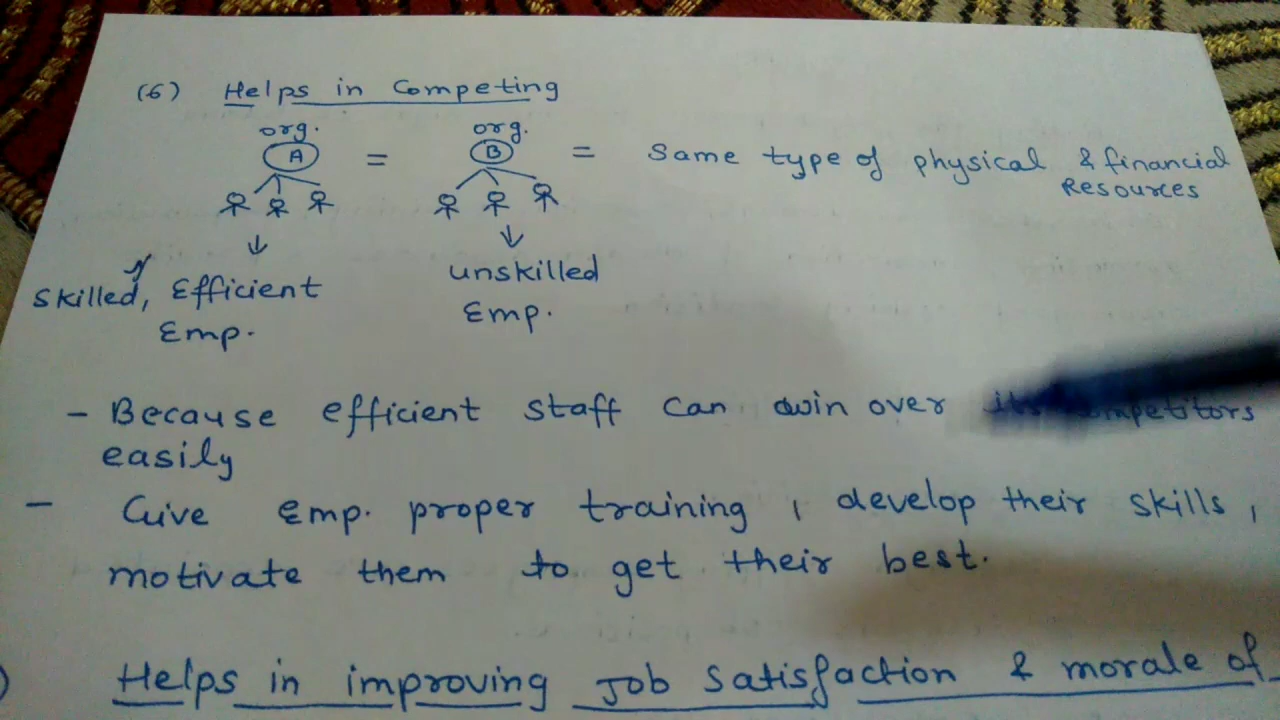 (6) Helps in Competing
org. org.
A = B = Same type of physical & financial
Resources
Skilled, Efficient unskilled
Emp. Emp.
- Because efficient staff can win over its competitors
easily
- Give Emp. proper training, develop their skills,
motivate them to get their best.
) Helps in improving Job satisfaction & morale of